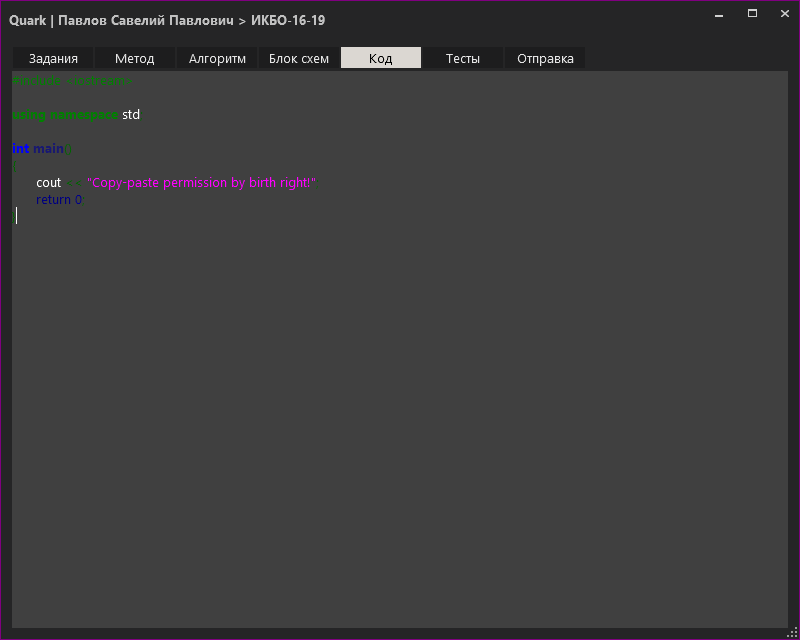 Quark | Павлов Савелий Павлович > ИКБО-16-19
Задания Метод Алгоритм Блок схем Код Тесты Отправка
#include <iostream>
using namespace std
int main()
cout << "Copy-paste permission by birth right!"
return 0